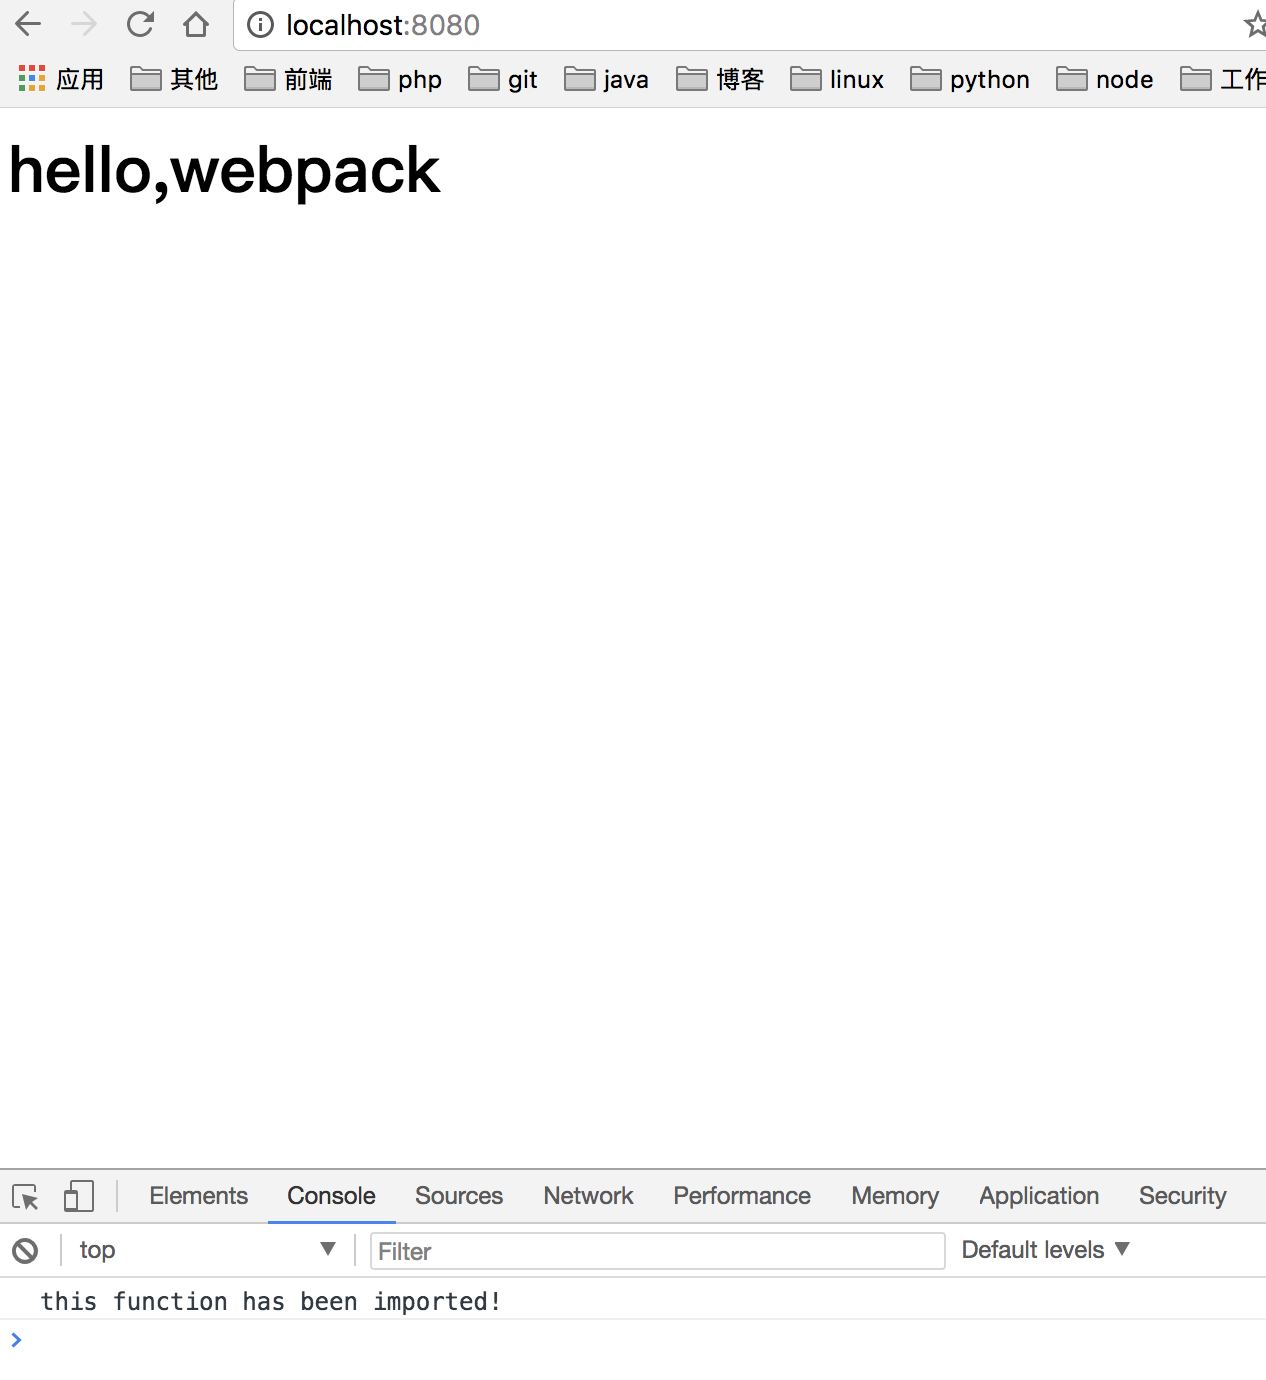 localhost:8080
应用 其他 前端 php git java 博客 linux python node 工作
hello,webpack
Elements Console Sources Network Performance Memory Application Security
top Filter Default levels
this function has been imported!